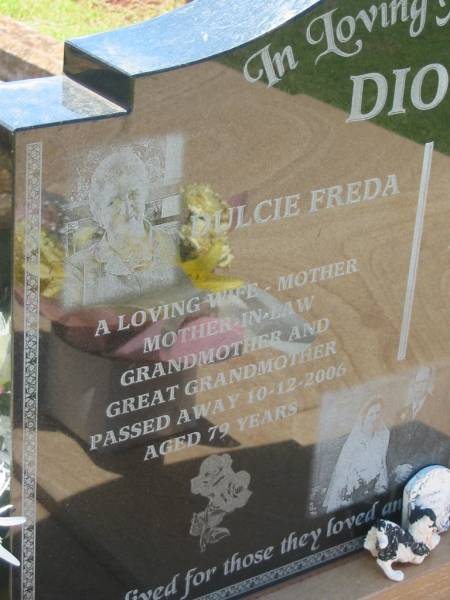 In Loving
DIO
DULCIE FREDA
A LOVING WIFE - MOTHER
MOTHER-IN-LAW
GRANDMOTHER AND
GREAT GRANDMOTHER
PASSED AWAY 10-12-2006
AGED 79 YEARS
lived for those they loved an